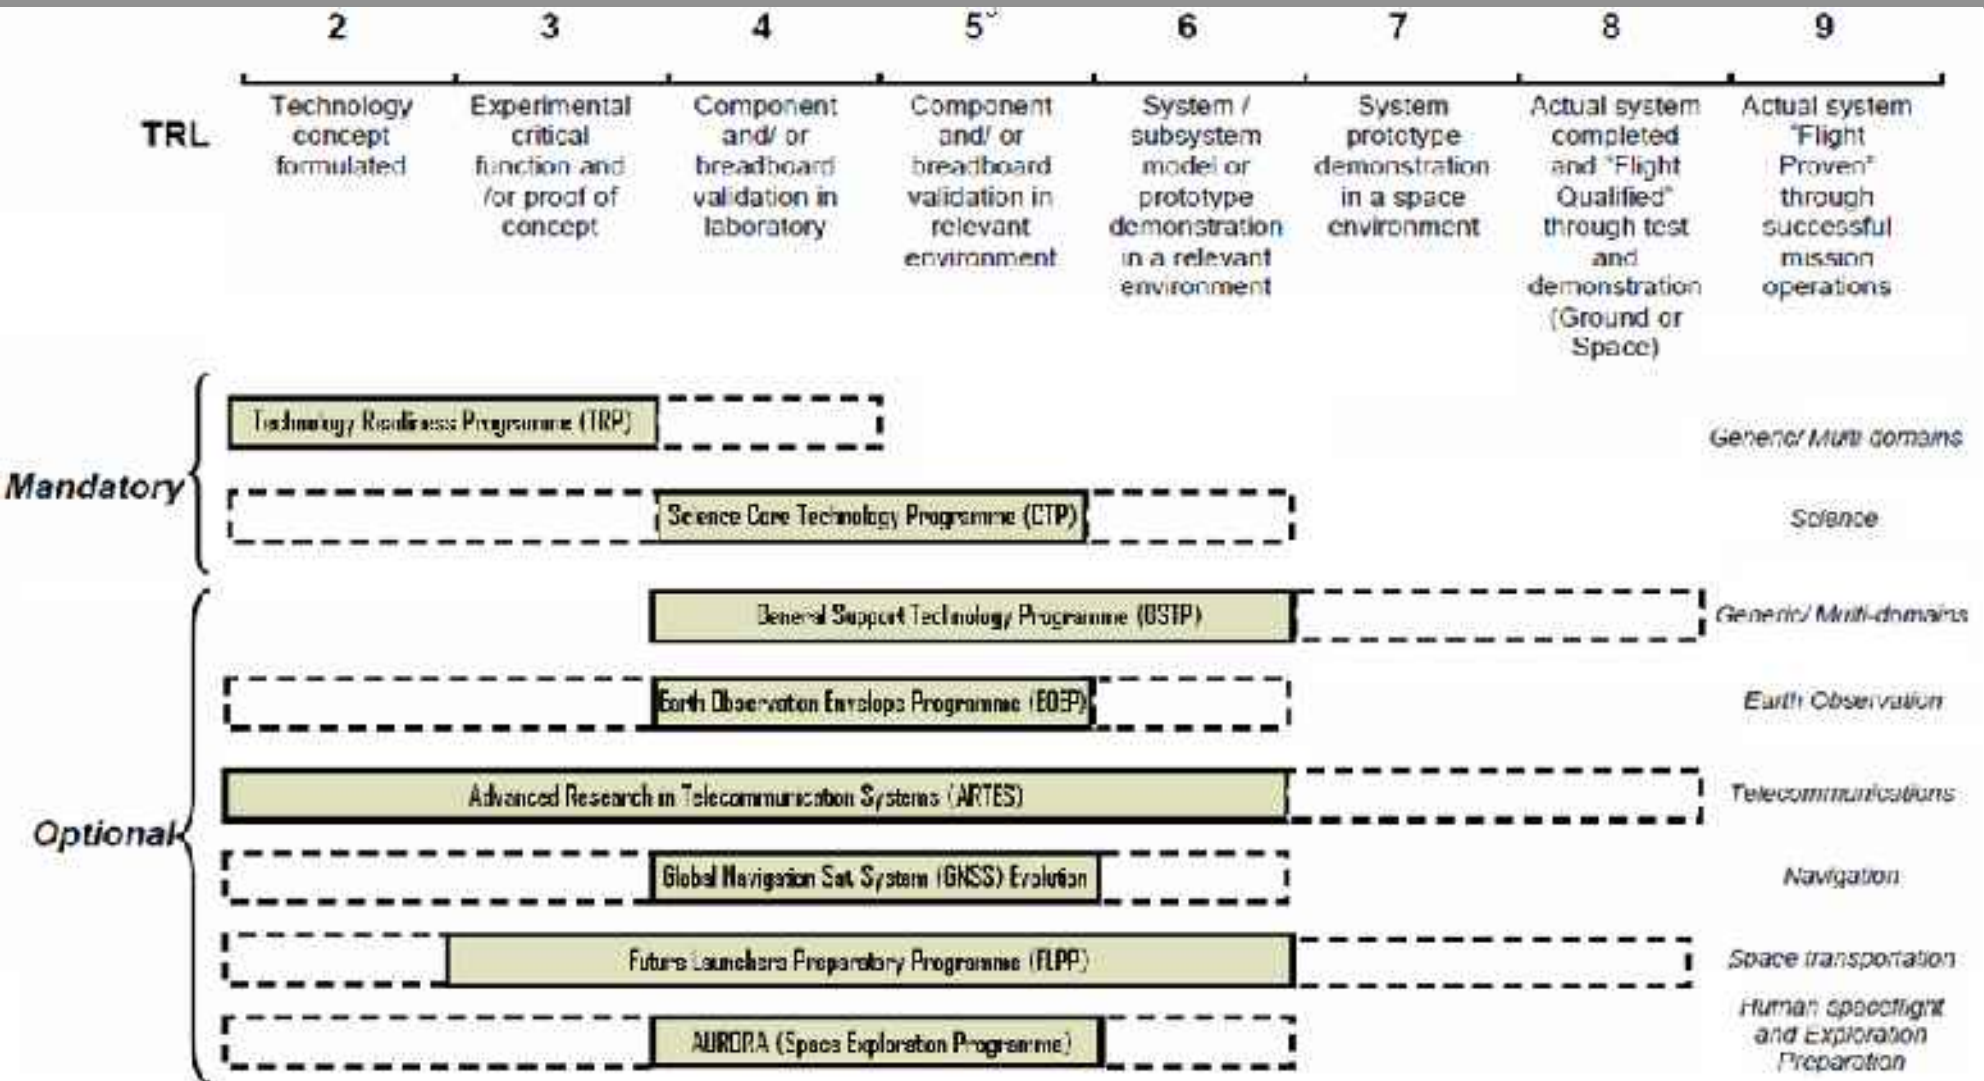 2 3 4 5 6 7 8 9
TRL
Technology
concept
formulated
Experimental
critical
function and
/or proof of
concept
Component
and/ or
breadboard
validation in
laboratory
Component
and/ or
breadboard
validation in
relevant
environment
System /
subsystem
model or
prototype
demonstration
in a relevant
environment
System
prototype
demonstration
in a space
environment
Actual system
completed
and "Flight
Qualified"
through test
and
demonstration
(Ground or
Space)
Actual system
"Flight
Proven"
through
successful
mission
operations
Mandatory
Technology Readiness Programme (TRP)
Generic/ Multi-domains
Science Core Technology Programme (CTP)
Science
Optional
General Support Technology Programme (GSTP)
Generic/ Multi-domains
Earth Observation Envelope Programme (EOEP)
Earth Observation
Advanced Research in Telecommunication Systems (ARTES)
Telecommunications
Global Navigation Sat. System (GNSS) Evolution
Navigation
Future Launchers Preparatory Programme (FLPP)
Space transportation
AURORA (Space Exploration Programme)
Human spaceflight
and Exploration
Preparation